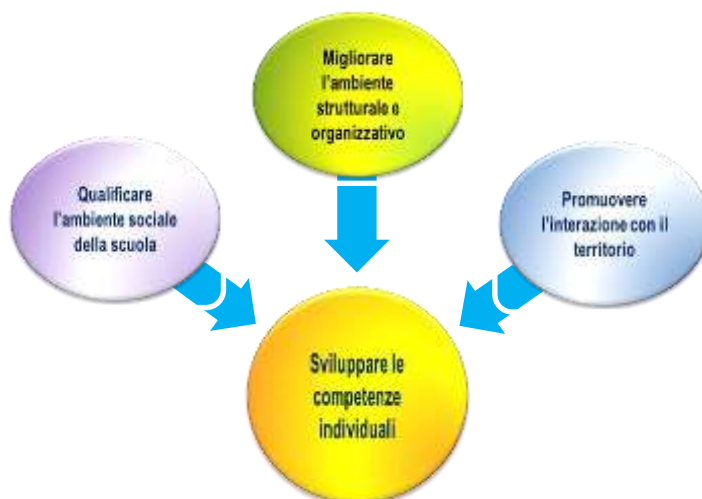 Migliorare
l'ambiente
strutturale e
organizzativo
Qualificare
l'ambiente sociale
della scuola
Promuovere
l'interazione con il
territorio
Sviluppare le
competenze
individuali